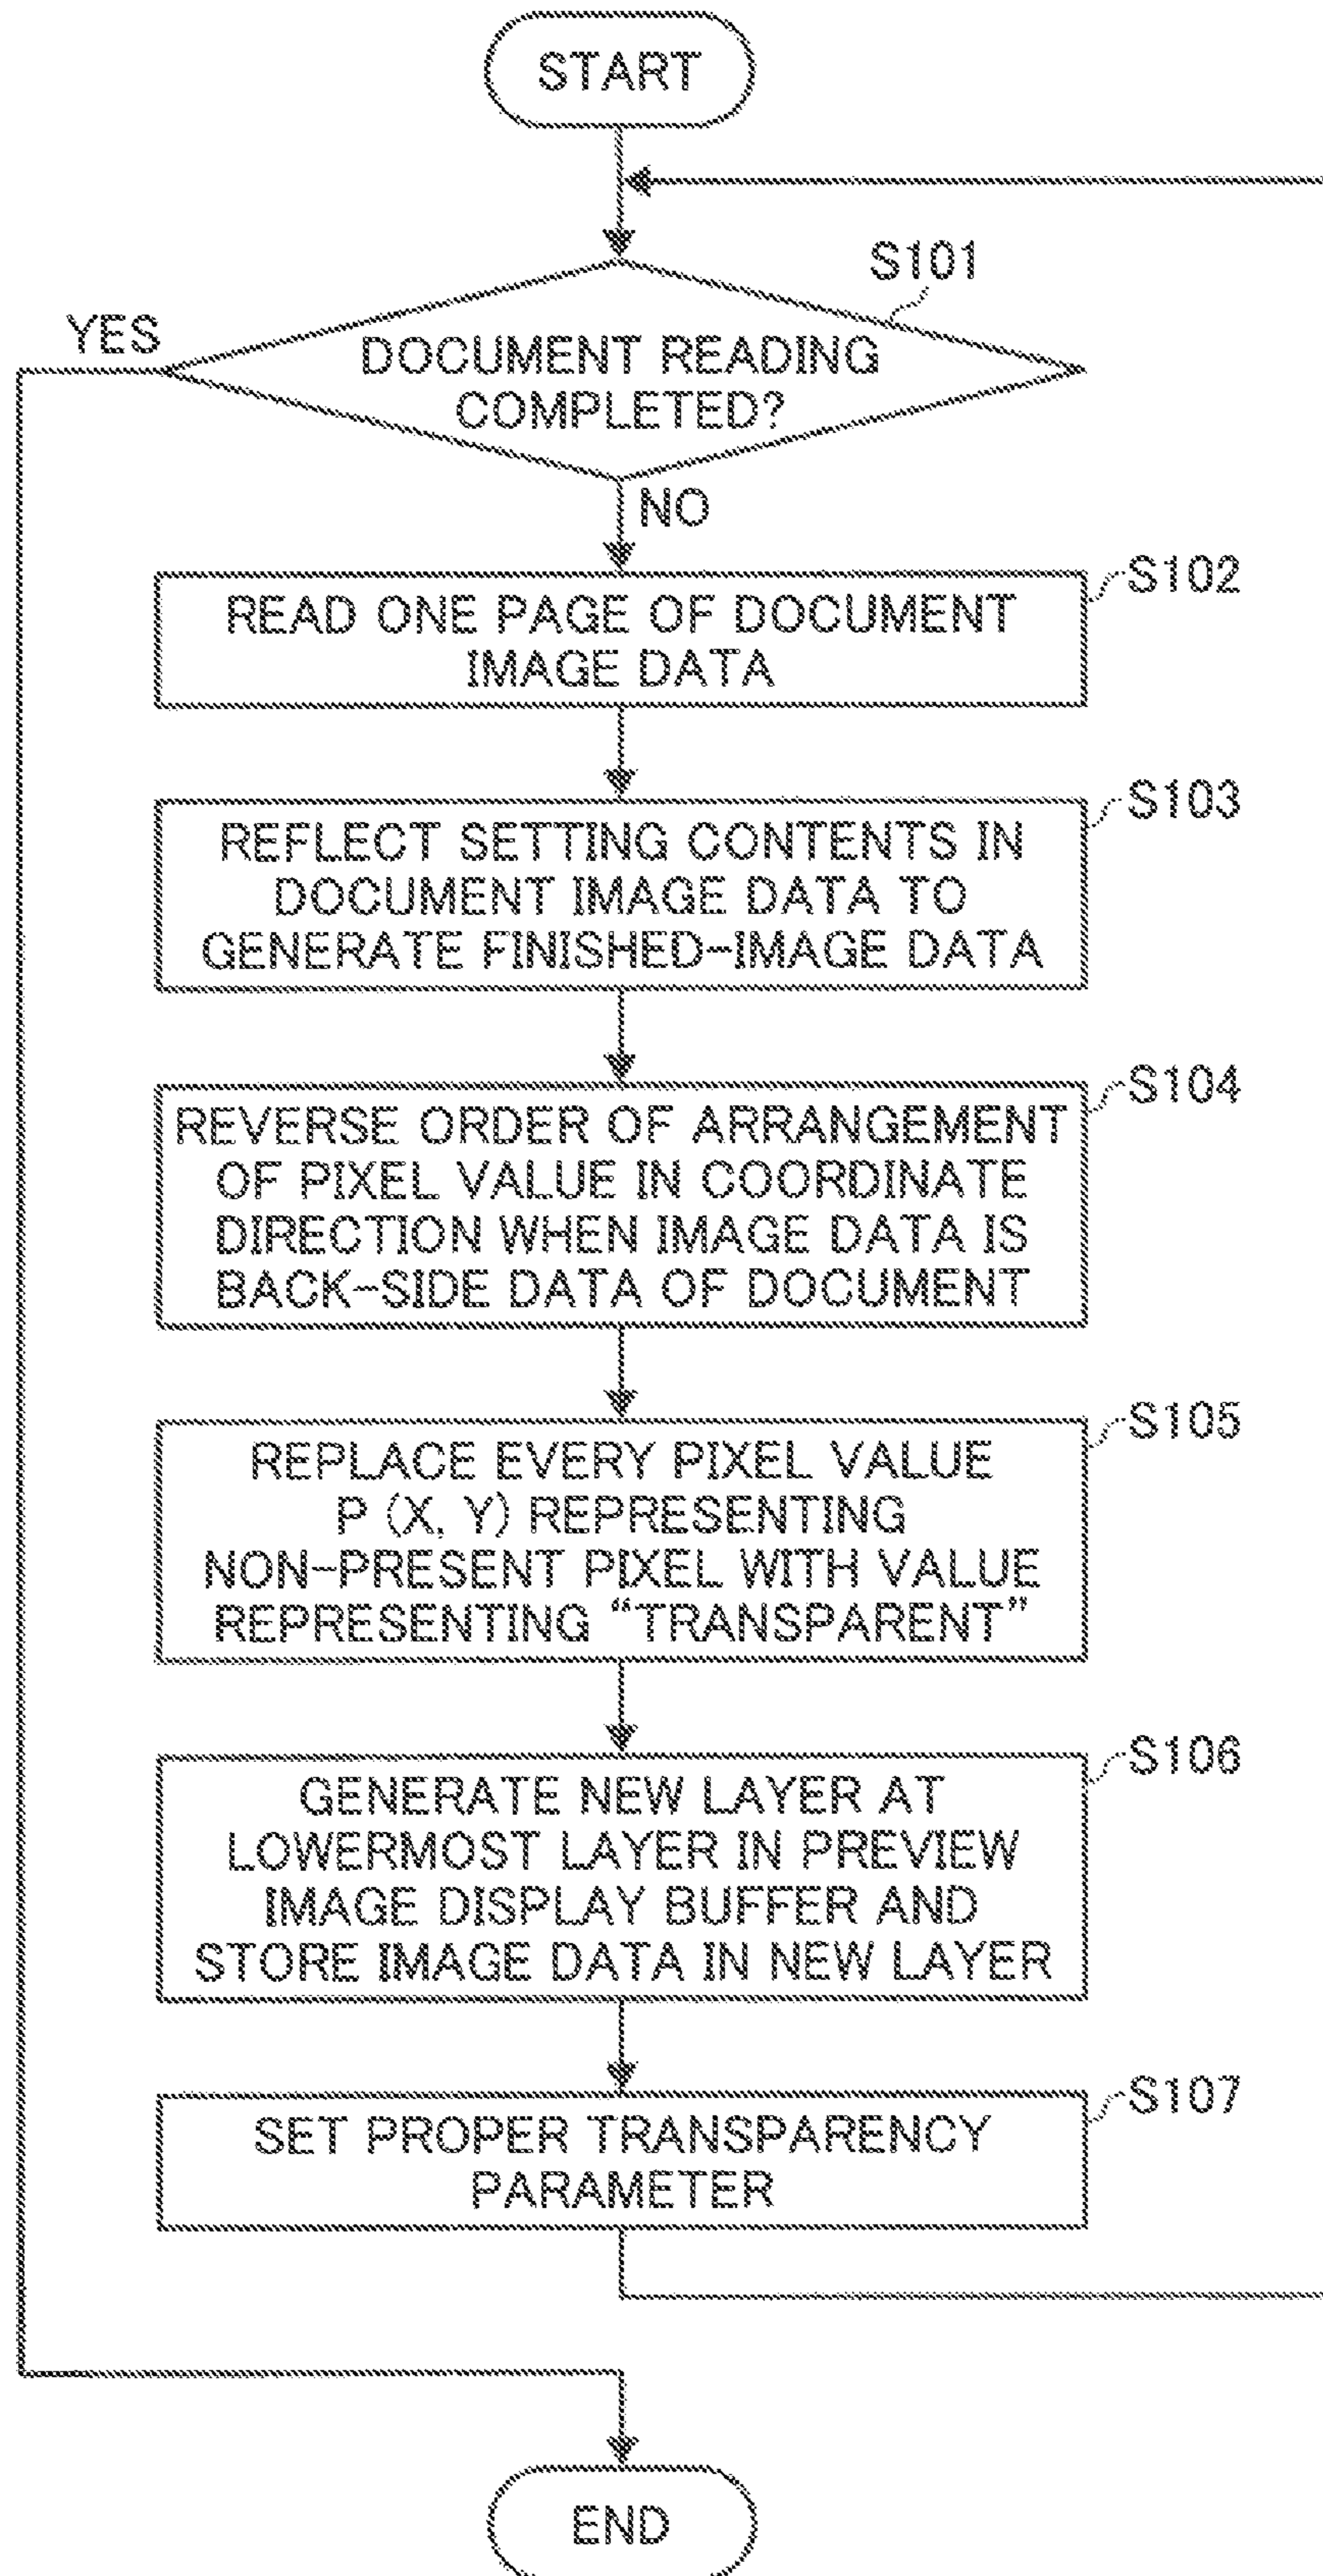 START
S101
YES
DOCUMENT READING
COMPLETED?
NO
S102
READ ONE PAGE OF DOCUMENT
IMAGE DATA
S103
REFLECT SETTING CONTENTS IN
DOCUMENT IMAGE DATA TO
GENERATE FINISHED-IMAGE DATA
S104
REVERSE ORDER OF ARRANGEMENT
OF PIXEL VALUE IN COORDINATE
DIRECTION WHEN IMAGE DATA IS
BACK-SIDE DATA OF DOCUMENT
S105
REPLACE EVERY PIXEL VALUE
P (X, Y) REPRESENTING
NON-PRESENT PIXEL WITH VALUE
REPRESENTING “TRANSPARENT”
S106
GENERATE NEW LAYER AT
LOWERMOST LAYER IN PREVIEW
IMAGE DISPLAY BUFFER AND
STORE IMAGE DATA IN NEW LAYER
S107
SET PROPER TRANSPARENCY
PARAMETER
END